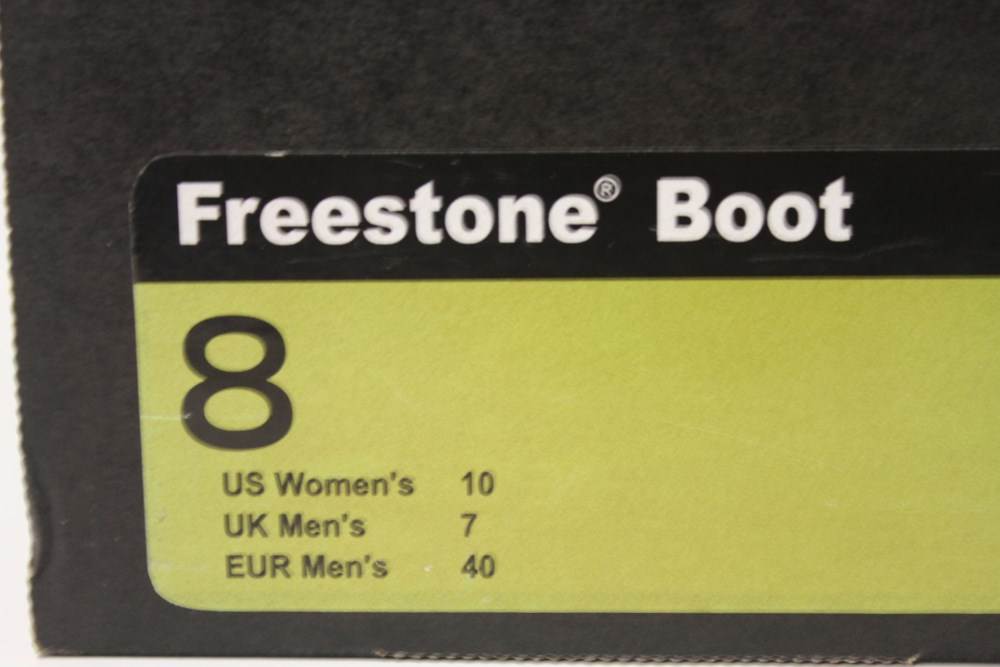 Freestone® Boot
8
US Women's 10
UK Men's 7
EUR Men's 40